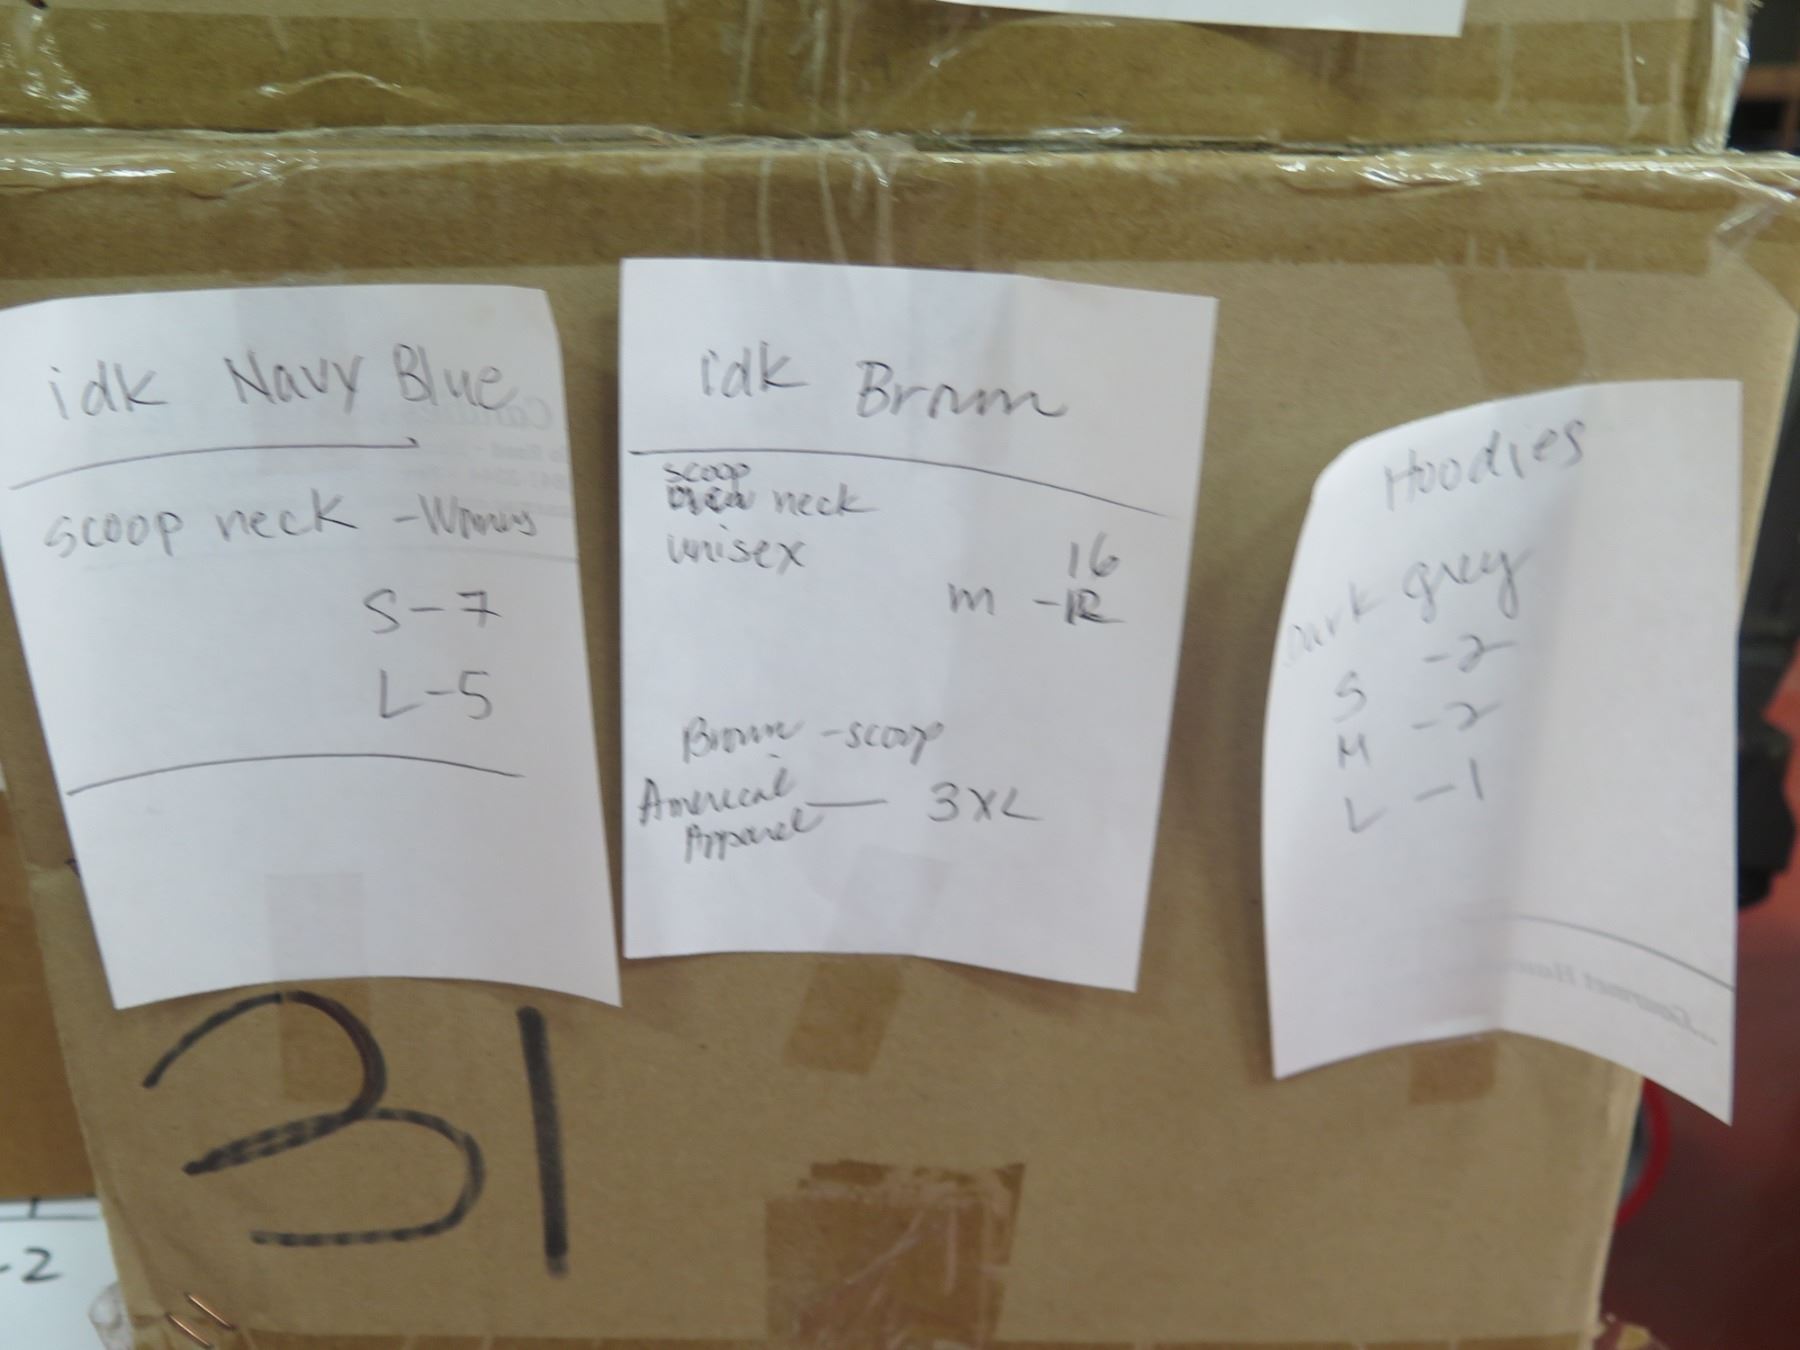 idk Navy Blue
scoop neck -Womens
S-7
L-5
idk Brown
scoop
neck
unisex
16
m -12
Brown -scoop
American
Apparel — 3XL
Hoodies
Dark grey
S -2
M -2
L -1
31
-2